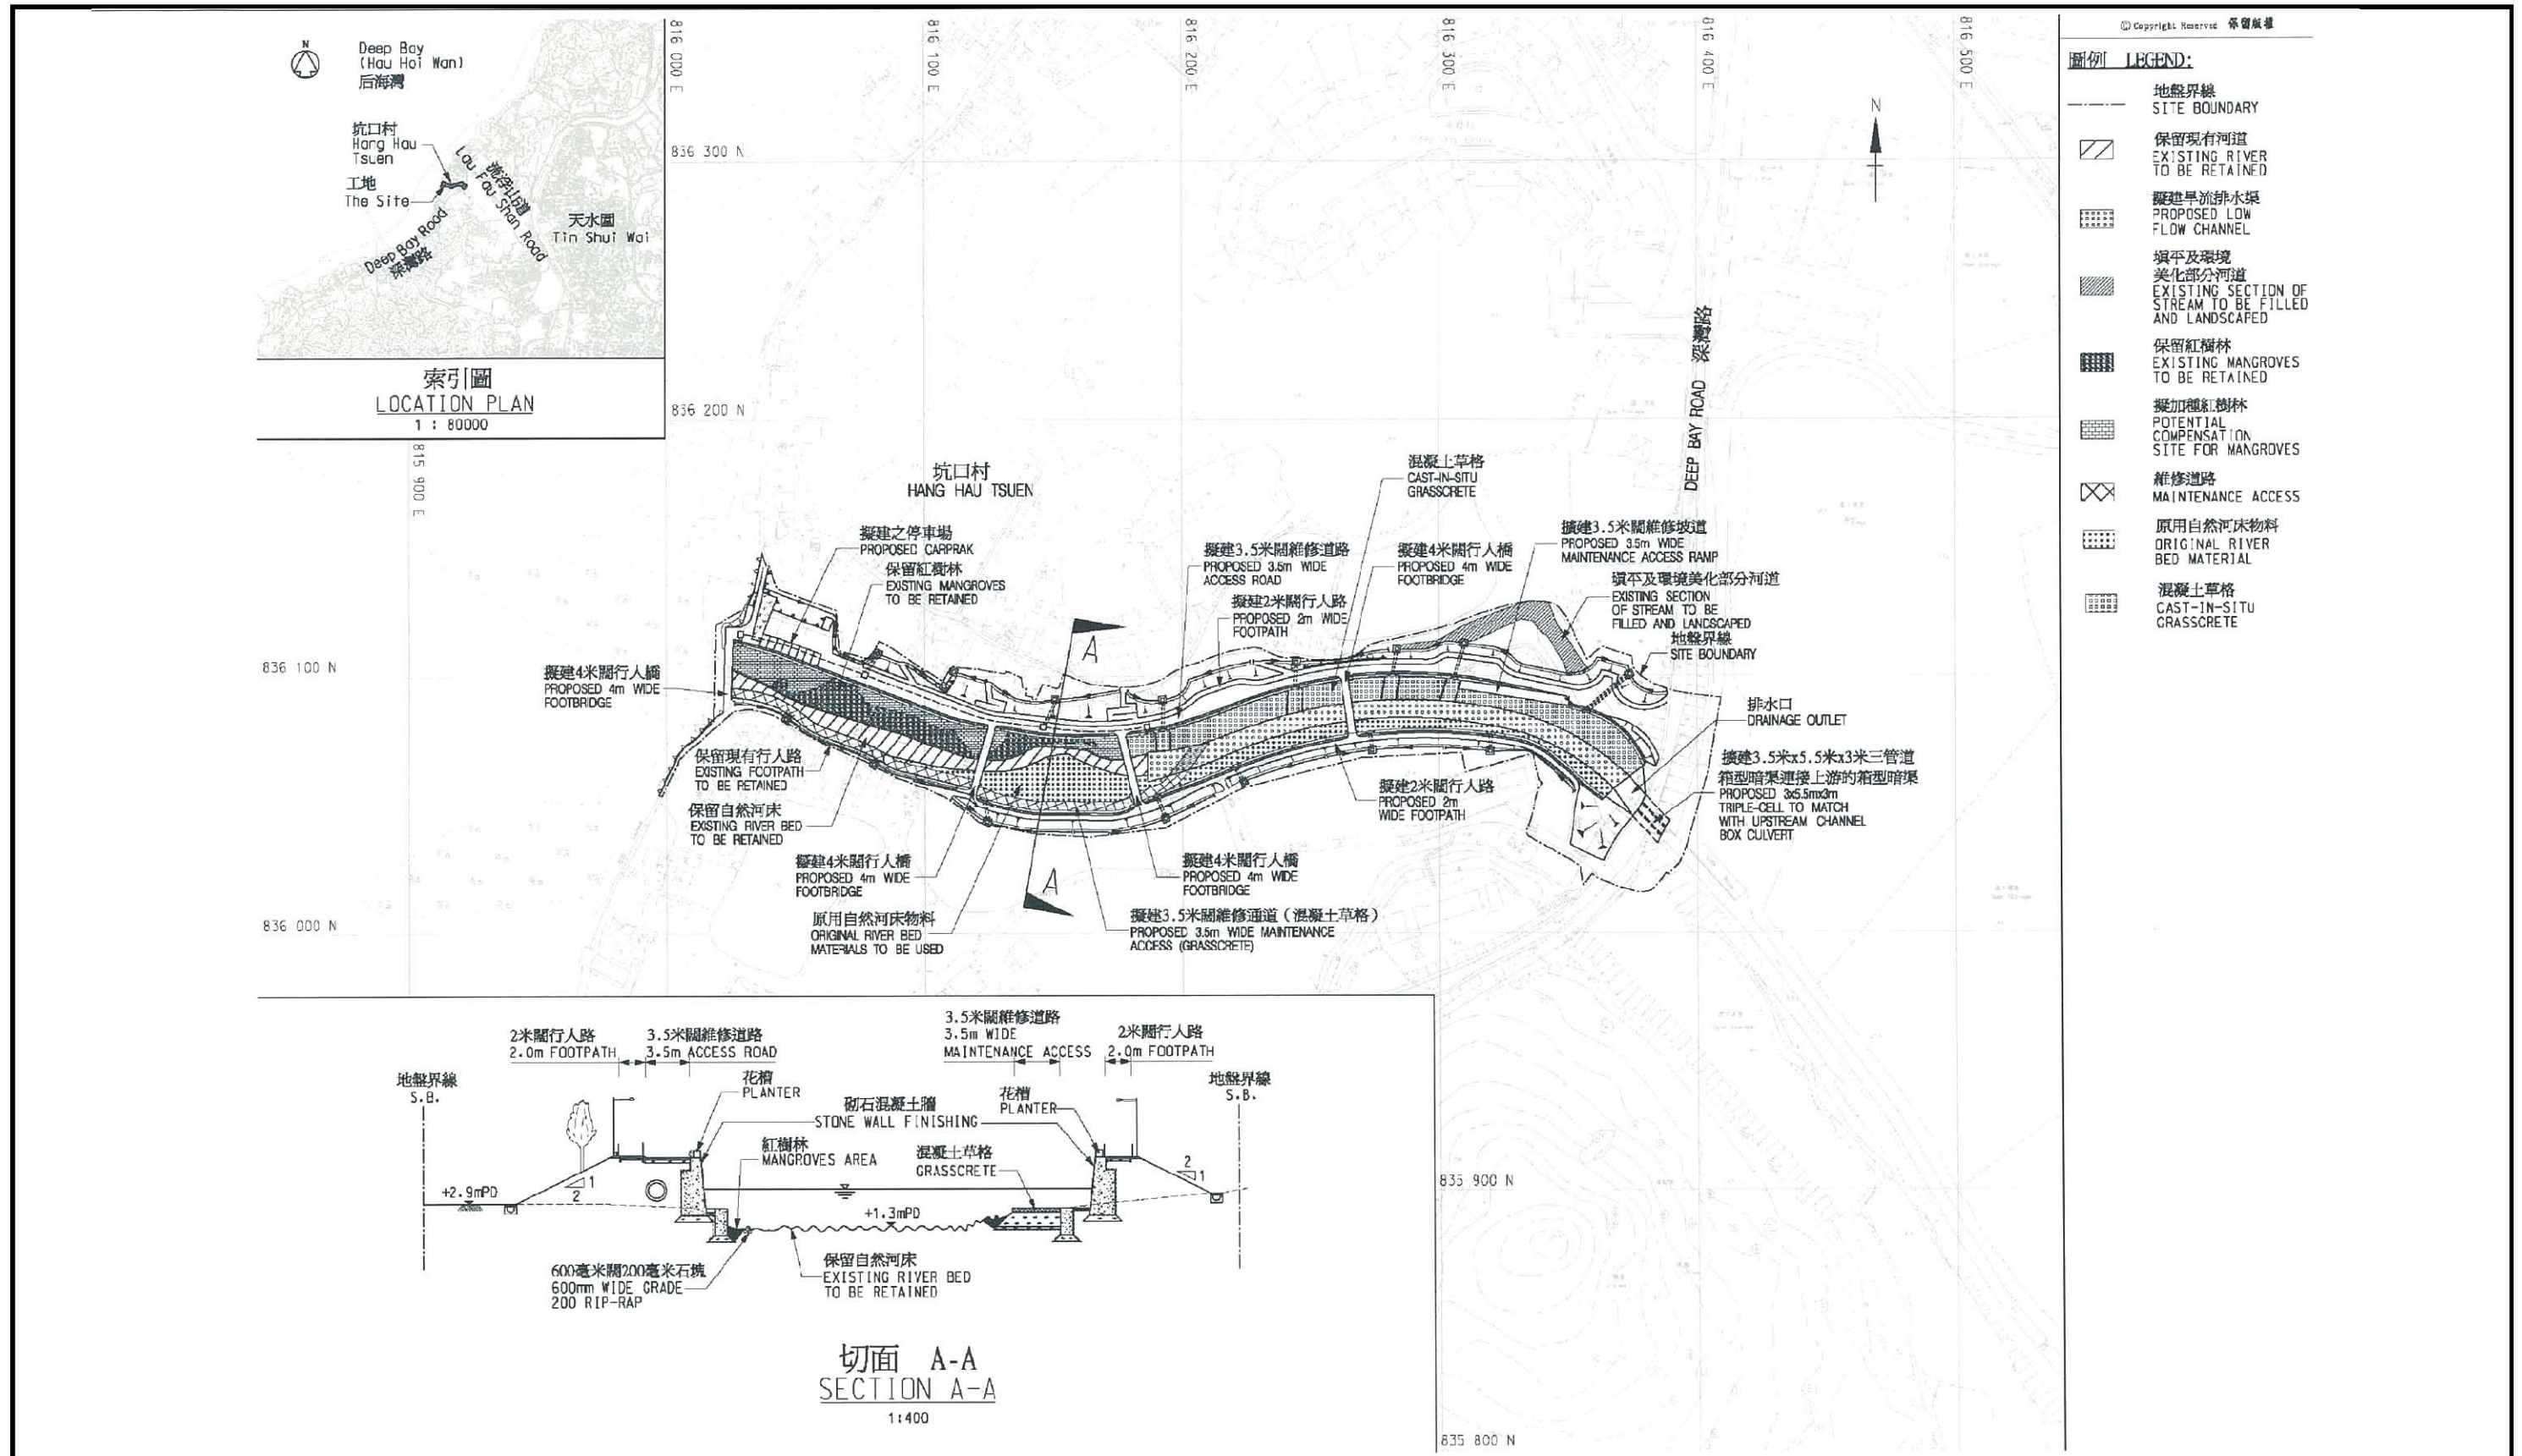 © Copyright Reserved 保留版權
圖例 LEGEND:
地盤界線
SITE BOUNDARY
保留現有河道
EXISTING RIVER
TO BE RETAINED
擬建旱流排水渠
PROPOSED LOW
FLOW CHANNEL
填平及環境
美化部分河道
EXISTING SECTION OF
STREAM TO BE FILLED
AND LANDSCAPED
保留紅樹林
EXISTING MANGROVES
TO BE RETAINED
擬加種紅樹林
POTENTIAL
COMPENSATION
SITE FOR MANGROVES
維修道路
MAINTENANCE ACCESS
原用自然河床物料
ORIGINAL RIVER
BED MATERIAL
混凝土草格
CAST-IN-SITU
GRASSCRETE
N
Deep Bay
(Hau Hoi Wan)
后海灣
坑口村
Hang Hau
Tsuen
工地
The Site
Lau Fau Shan Road
流浮山道
天水圍
Tin Shui Wai
Deep Bay Road
深灣路
索引圖
LOCATION PLAN
1 : 80000
816 000 E
816 100 E
816 200 E
816 300 E
816 400 E
816 500 E
815 900 E
836 300 N
836 200 N
836 100 N
836 000 N
835 900 N
835 800 N
N
DEEP BAY ROAD 深灣路
坑口村
HANG HAU TSUEN
混凝土草格
CAST-IN-SITU
GRASSCRETE
擬建之停車場
PROPOSED CARPRAK
保留紅樹林
EXISTING MANGROVES
TO BE RETAINED
擬建3.5米闊維修道路
PROPOSED 3.5m WIDE
ACCESS ROAD
擬建2米闊行人路
PROPOSED 2m WIDE
FOOTPATH
擬建4米闊行人橋
PROPOSED 4m WIDE
FOOTBRIDGE
擴建3.5米闊維修坡道
PROPOSED 3.5m WIDE
MAINTENANCE ACCESS RAMP
填平及環境美化部分河道
EXISTING SECTION
OF STREAM TO BE
FILLED AND LANDSCAPED
地盤界線
SITE BOUNDARY
擬建4米闊行人橋
PROPOSED 4m WIDE
FOOTBRIDGE
A
排水口
DRAINAGE OUTLET
保留現有行人路
EXISTING FOOTPATH
TO BE RETAINED
保留自然河床
EXISTING RIVER BED
TO BE RETAINED
擬建4米闊行人橋
PROPOSED 4m WIDE
FOOTBRIDGE
原用自然河床物料
ORIGINAL RIVER BED
MATERIALS TO BE USED
A
擬建4米闊行人橋
PROPOSED 4m WIDE
FOOTBRIDGE
擬建3.5米闊維修通道（混凝土草格）
PROPOSED 3.5m WIDE MAINTENANCE
ACCESS (GRASSCRETE)
擬建2米闊行人路
PROPOSED 2m
WIDE FOOTPATH
擴建3.5米x5.5米x3米三管道
箱型暗渠連接上游的箱型暗渠
PROPOSED 3x5.5mx3m
TRIPLE-CELL TO MATCH
WITH UPSTREAM CHANNEL
BOX CULVERT
2米闊行人路
2.0m FOOTPATH
3.5米闊維修道路
3.5m ACCESS ROAD
3.5米闊維修道路
3.5m WIDE
MAINTENANCE ACCESS
2米闊行人路
2.0m FOOTPATH
地盤界線
S.B.
花槽
PLANTER
砌石混凝土牆
STONE WALL FINISHING
花槽
PLANTER
地盤界線
S.B.
紅樹林
MANGROVES AREA
混凝土草格
GRASSCRETE
+2.9mPD
1
2
+1.3mPD
2
1
600毫米闊200毫米石塊
600mm WIDE GRADE
200 RIP-RAP
保留自然河床
EXISTING RIVER BED
TO BE RETAINED
切面 A-A
SECTION A-A
1:400